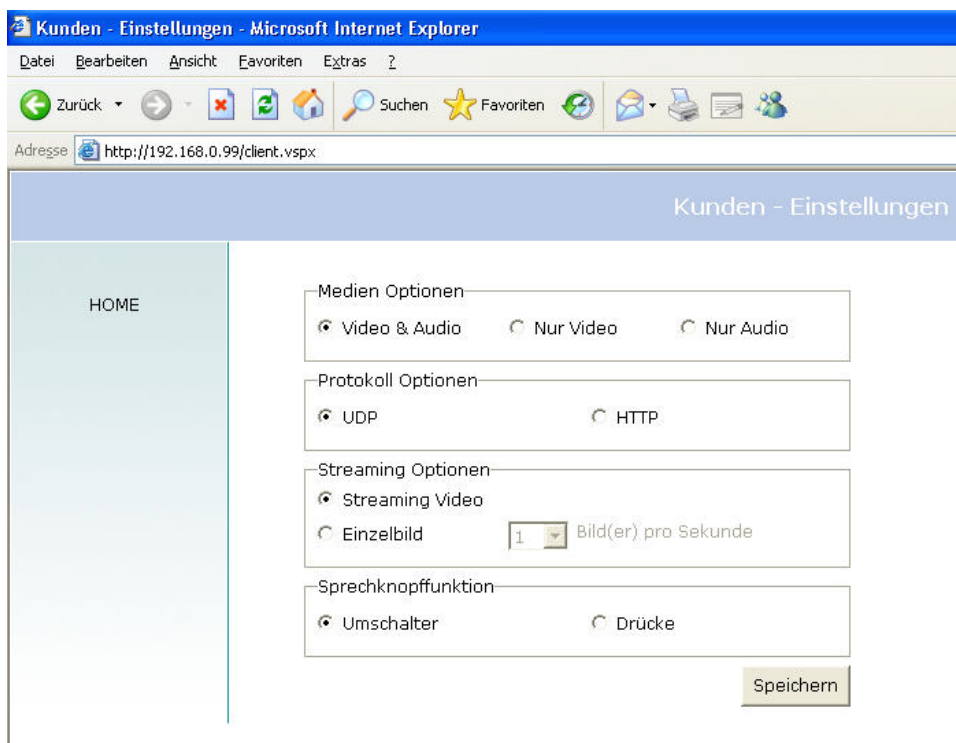 Kunden - Einstellungen - Microsoft Internet Explorer
Datei Bearbeiten Ansicht Favoriten Extras ?
Zurück Suchen Favoriten
Adresse http://192.168.0.99/client.vspx
Kunden - Einstellungen
HOME
Medien Optionen
Video & Audio Nur Video Nur Audio
Protokoll Optionen
UDP HTTP
Streaming Optionen
Streaming Video
Einzelbild 1 Bild(er) pro Sekunde
Sprechknopffunktion
Umschalter Drücke
Speichern